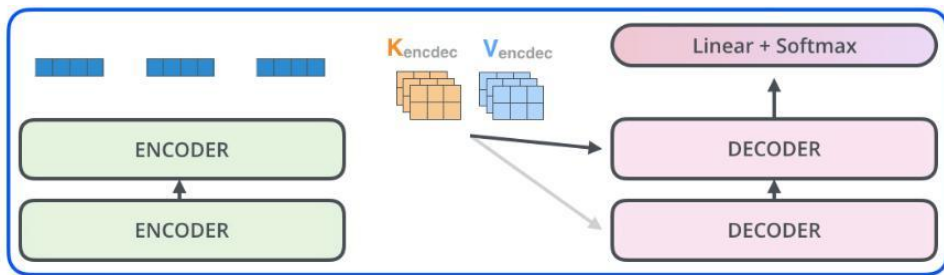 Kencdec
Vencdec
Linear + Softmax
ENCODER
DECODER
ENCODER
DECODER